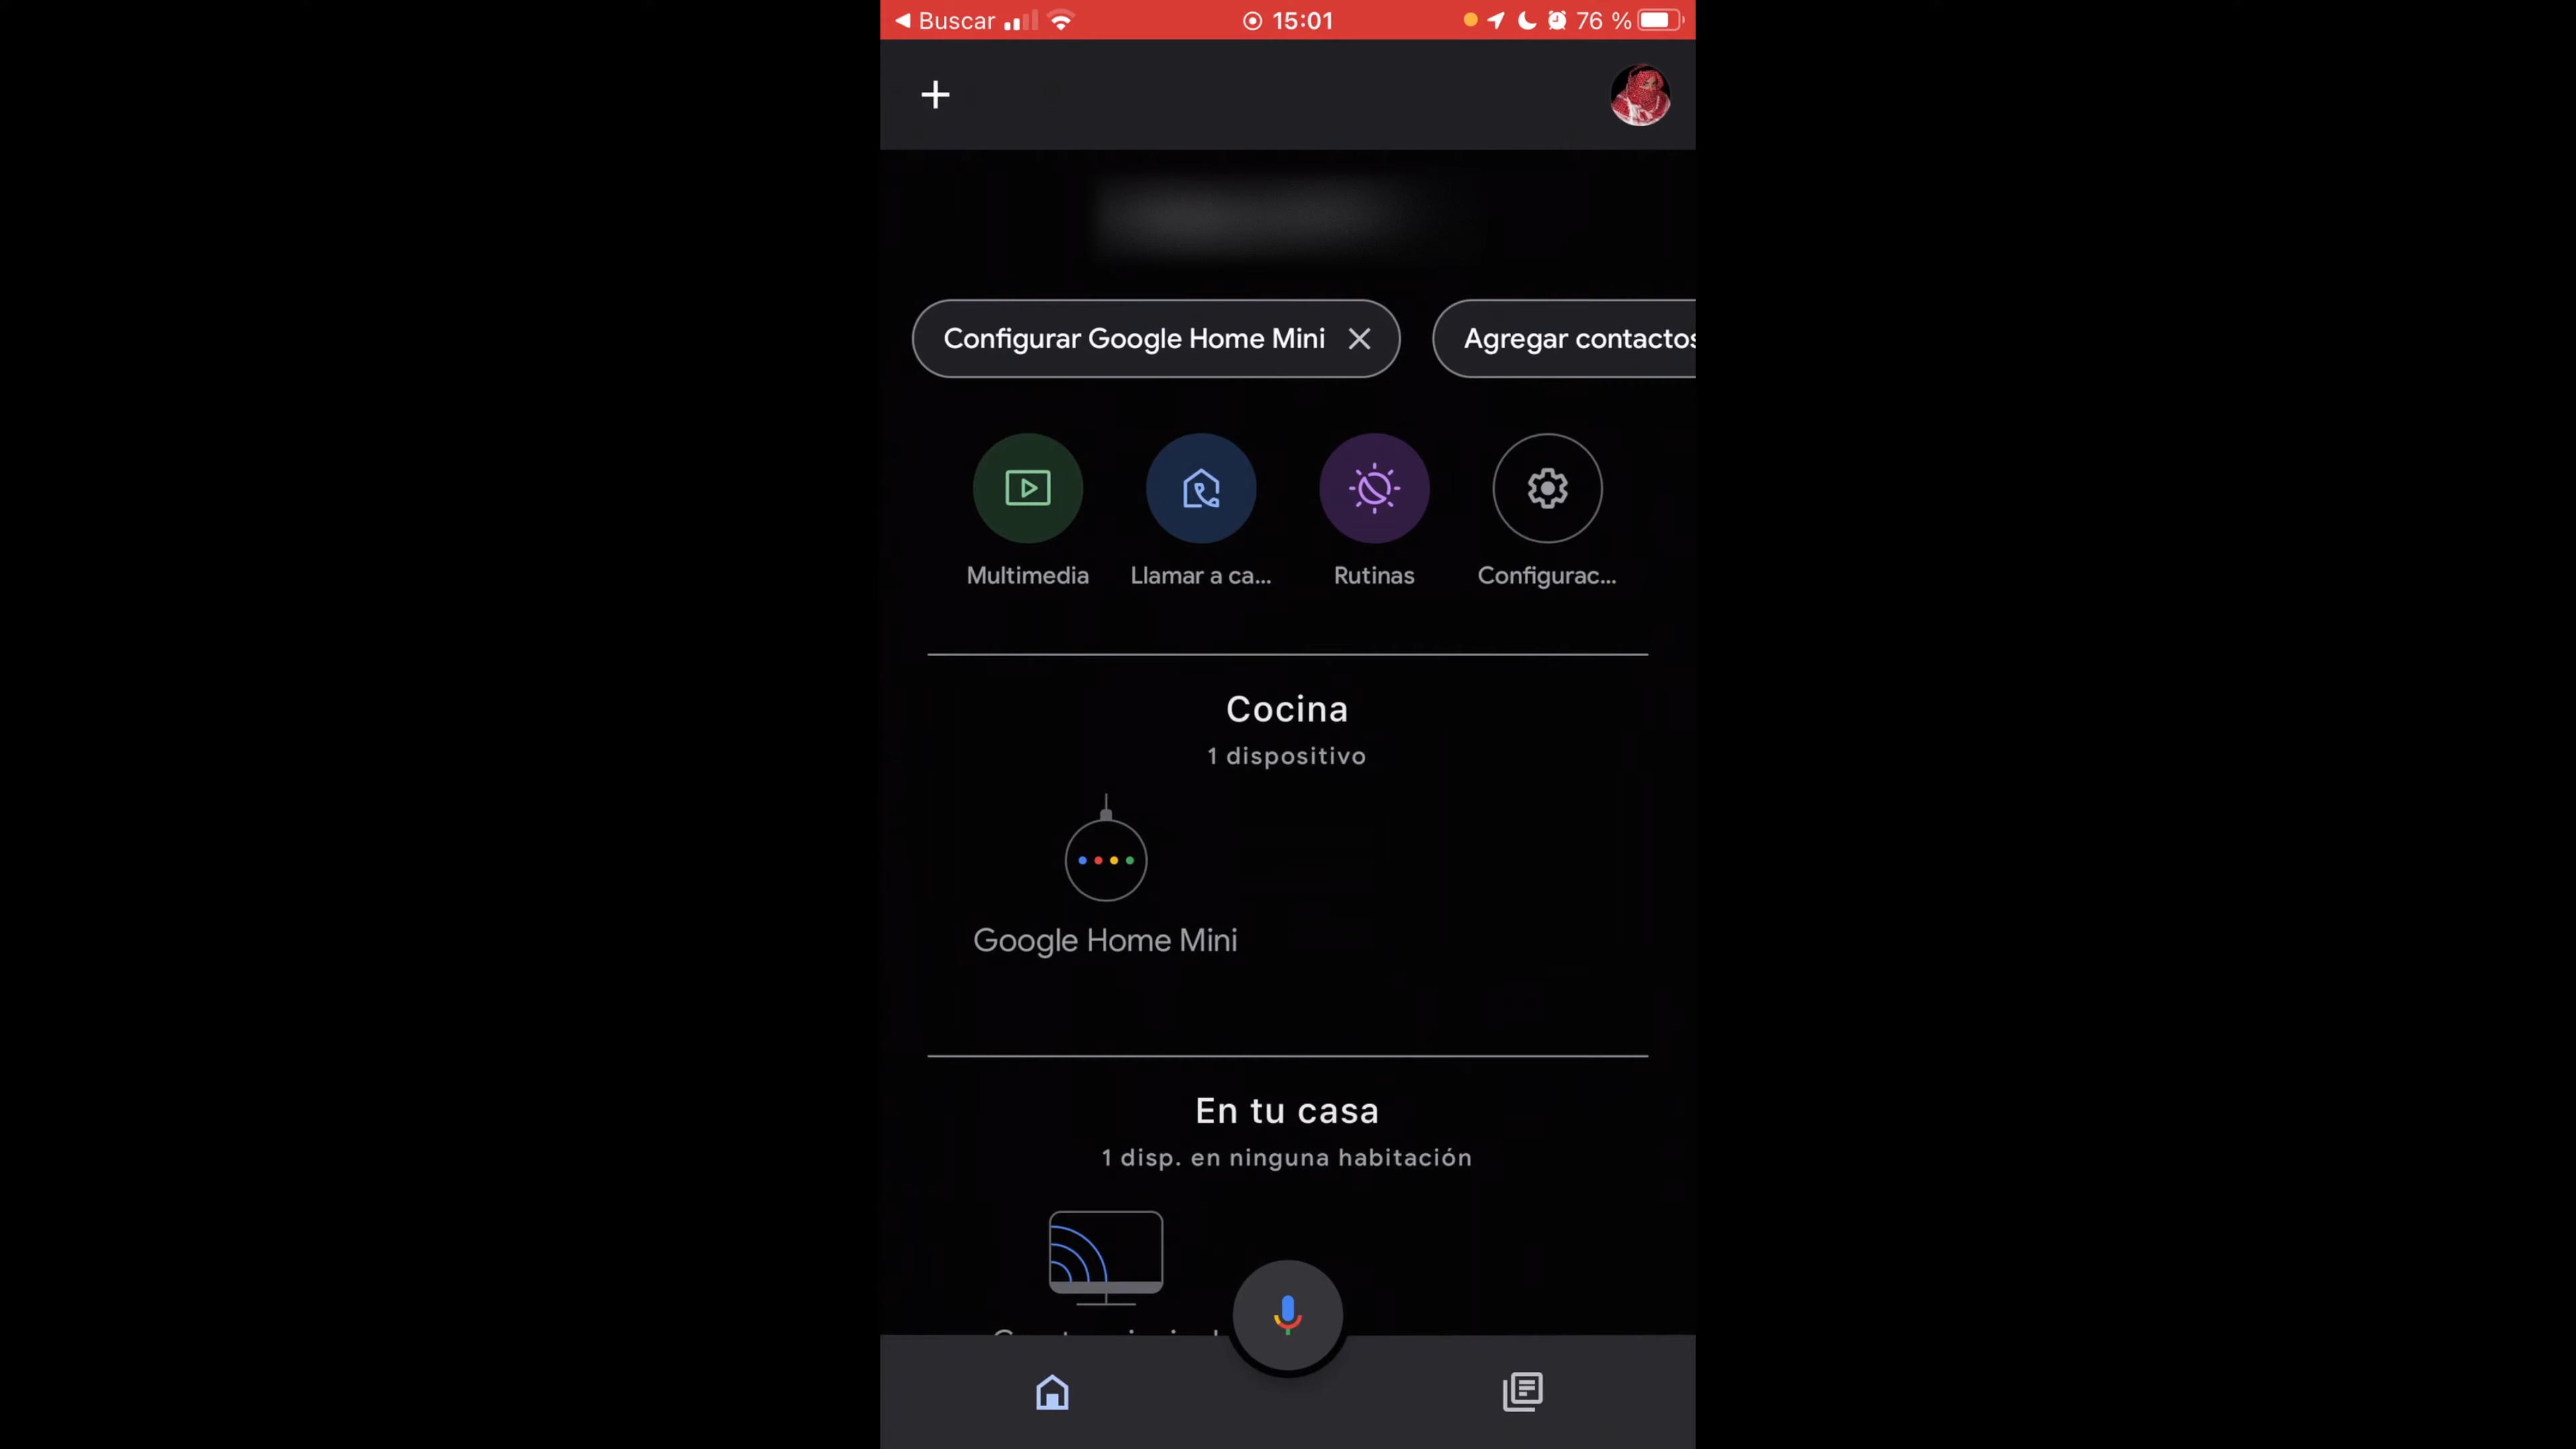 Buscar
15:01
76 %
Configurar Google Home Mini
Agregar contactos
Multimedia
Llamar a ca...
Rutinas
Configurac...
Cocina
1 dispositivo
Google Home Mini
En tu casa
1 disp. en ninguna habitación